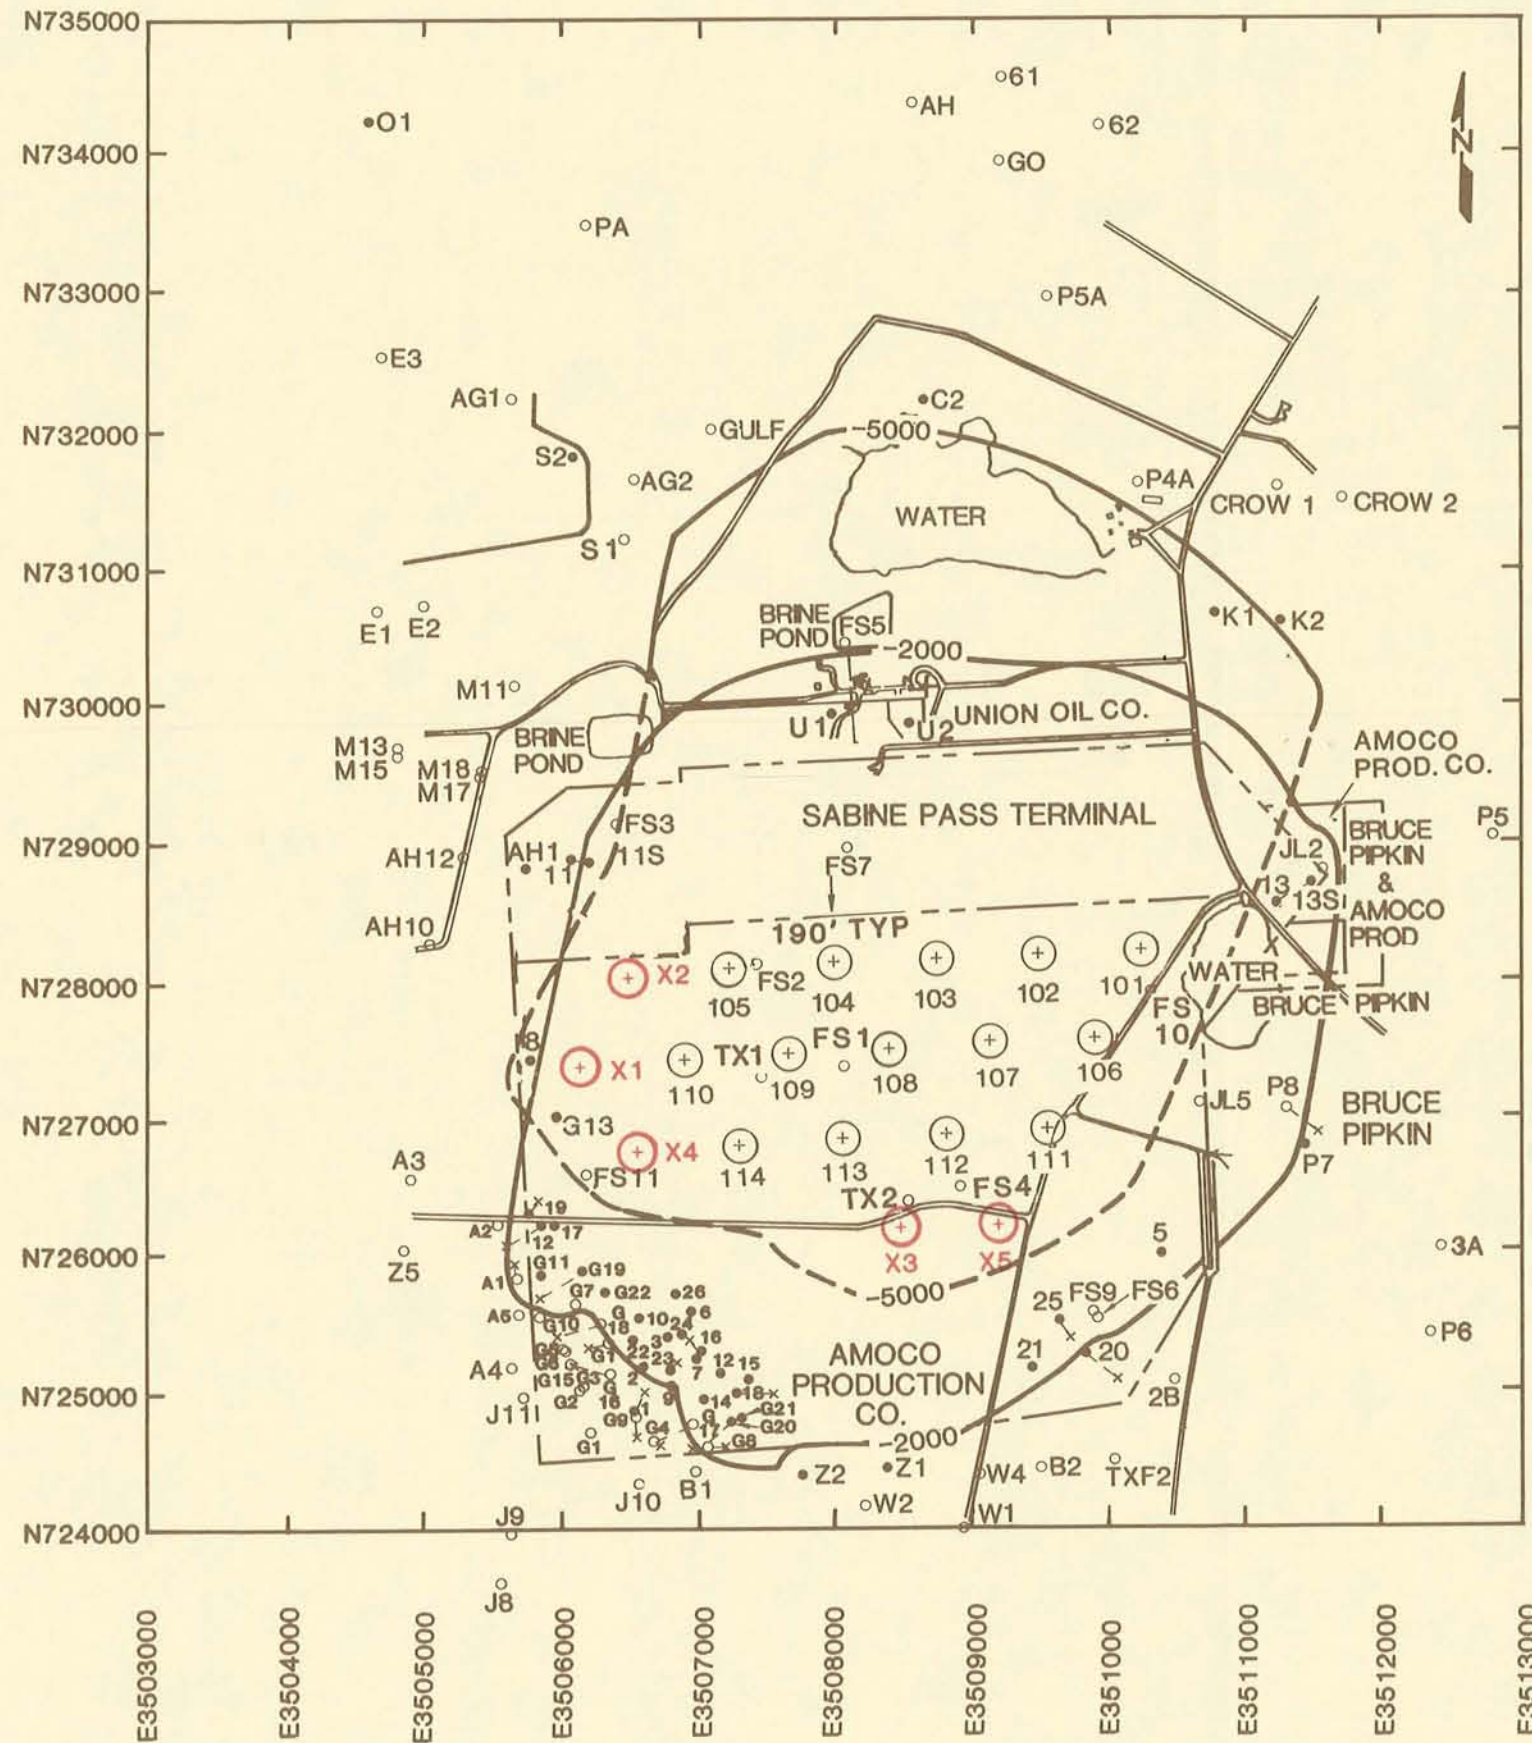 N735000
61
AH
62
O1
N734000
GO
N
PA
N733000
P5A
E3
AG1
C2
N732000
GULF
-5000
S2
AG2
P4A
CROW 1
CROW 2
WATER
S1
N731000
BRINE
POND
FS5
K1
K2
E1
E2
-2000
M11
N730000
U1
U2
UNION OIL CO.
M13
M15
M18
M17
BRINE
POND
AMOCO
PROD. CO.
SABINE PASS TERMINAL
P5
FS3
BRUCE
PIPKIN
&
AMOCO
PROD
N729000
AH12
AH1
11
11S
FS7
JL2
13
13S
AH10
190' TYP
N728000
X2
105
FS2
104
103
102
101
WATER
FS
10
BRUCE PIPKIN
8
X1
110
TX1
109
FS1
108
107
106
JL5
P8
BRUCE
PIPKIN
N727000
G13
X4
114
113
112
111
P7
A3
FS11
TX2
FS4
19
A2
12
17
X3
X5
5
3A
N726000
Z5
G11
G19
A1
G7
G22
26
-5000
25
FS9
FS6
A6
G10
G
18
10
6
P6
3
24
16
22
23
G1
21
20
A4
G15
G3
2
7
12
15
AMOCO
PRODUCTION
CO.
N725000
J11
G2
G
16
9
14
18
2B
1
G9
G4
G
17
G21
G20
G1
G8
-2000
J10
B1
Z2
Z1
W4
B2
TXF2
W2
W1
N724000
J9
J8
E3503000
E3504000
E3505000
E3506000
E3507000
E3508000
E3509000
E351000
E3511000
E3512000
E3513000